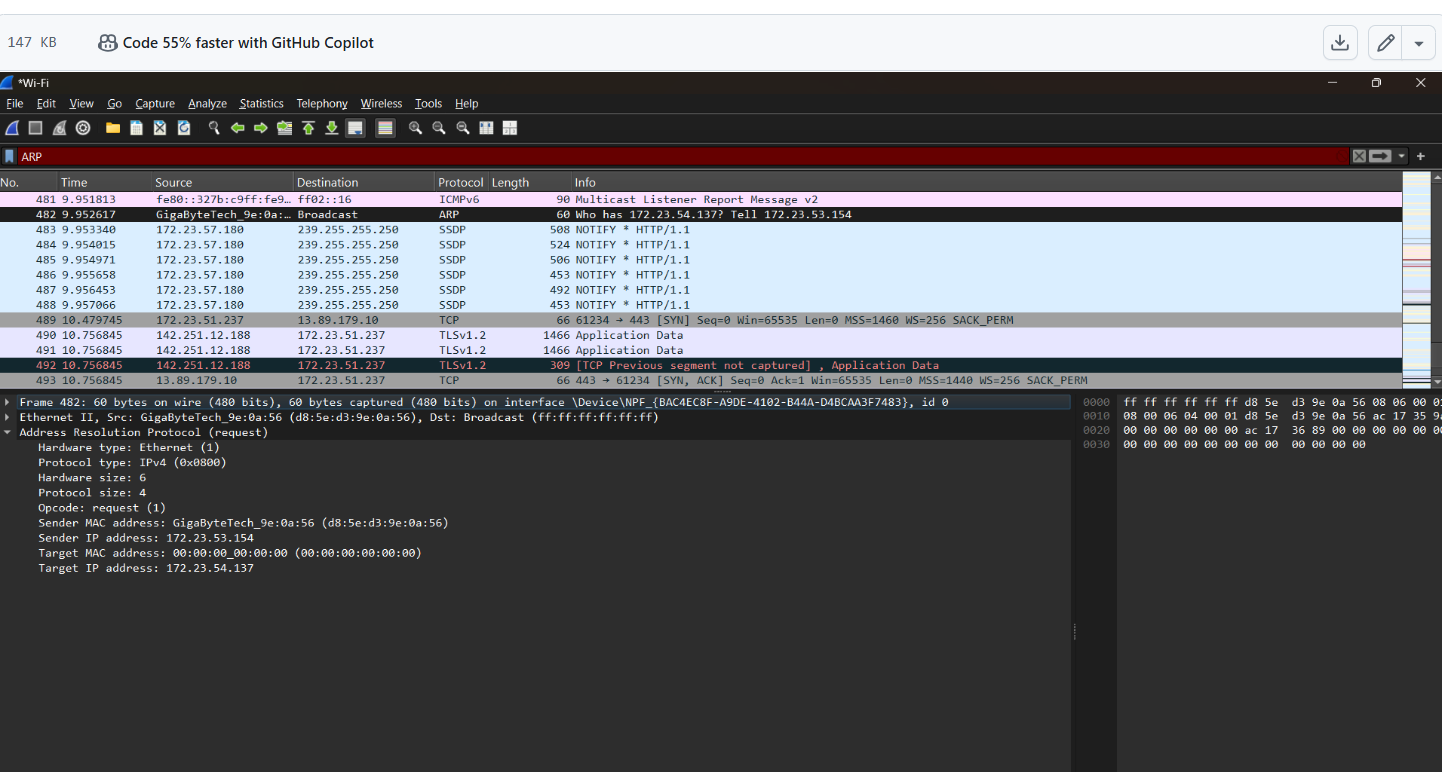 147 KB Code 55% faster with GitHub Copilot
*Wi-Fi
File Edit View Go Capture Analyze Statistics Telephony Wireless Tools Help
ARP
No. Time Source Destination Protocol Length Info
481 9.951813 fe80::327b:c9ff:fe9… ff02::16 ICMPv6 90 Multicast Listener Report Message v2
482 9.952617 GigaByteTech_9e:0a:… Broadcast ARP 60 Who has 172.23.54.137? Tell 172.23.53.154
483 9.953340 172.23.57.180 239.255.255.250 SSDP 508 NOTIFY * HTTP/1.1
484 9.954015 172.23.57.180 239.255.255.250 SSDP 524 NOTIFY * HTTP/1.1
485 9.954971 172.23.57.180 239.255.255.250 SSDP 506 NOTIFY * HTTP/1.1
486 9.955658 172.23.57.180 239.255.255.250 SSDP 453 NOTIFY * HTTP/1.1
487 9.956453 172.23.57.180 239.255.255.250 SSDP 492 NOTIFY * HTTP/1.1
488 9.957066 172.23.57.180 239.255.255.250 SSDP 453 NOTIFY * HTTP/1.1
489 10.479745 172.23.51.237 13.89.179.10 TCP 66 61234 → 443 [SYN] Seq=0 Win=65535 Len=0 MSS=1460 WS=256 SACK_PERM
490 10.756845 142.251.12.188 172.23.51.237 TLSv1.2 1466 Application Data
491 10.756845 142.251.12.188 172.23.51.237 TLSv1.2 1466 Application Data
492 10.756845 142.251.12.188 172.23.51.237 TLSv1.2 309 [TCP Previous segment not captured] , Application Data
493 10.756845 13.89.179.10 172.23.51.237 TCP 66 443 → 61234 [SYN, ACK] Seq=0 Ack=1 Win=65535 Len=0 MSS=1440 WS=256 SACK_PERM
Frame 482: 60 bytes on wire (480 bits), 60 bytes captured (480 bits) on interface \Device\NPF_{BAC4EC8F-A9DE-4102-B44A-D4BCAA3F7483}, id 0
Ethernet II, Src: GigaByteTech_9e:0a:56 (d8:5e:d3:9e:0a:56), Dst: Broadcast (ff:ff:ff:ff:ff:ff)
Address Resolution Protocol (request)
Hardware type: Ethernet (1)
Protocol type: IPv4 (0x0800)
Hardware size: 6
Protocol size: 4
Opcode: request (1)
Sender MAC address: GigaByteTech_9e:0a:56 (d8:5e:d3:9e:0a:56)
Sender IP address: 172.23.53.154
Target MAC address: 00:00:00_00:00:00 (00:00:00:00:00:00)
Target IP address: 172.23.54.137
0000 ff ff ff ff ff ff d8 5e d3 9e 0a 56 08 06 00
0010 08 00 06 04 00 01 d8 5e d3 9e 0a 56 ac 17 35
0020 00 00 00 00 00 00 ac 17 36 89 00 00 00 00 00
0030 00 00 00 00 00 00 00 00 00 00 00 00